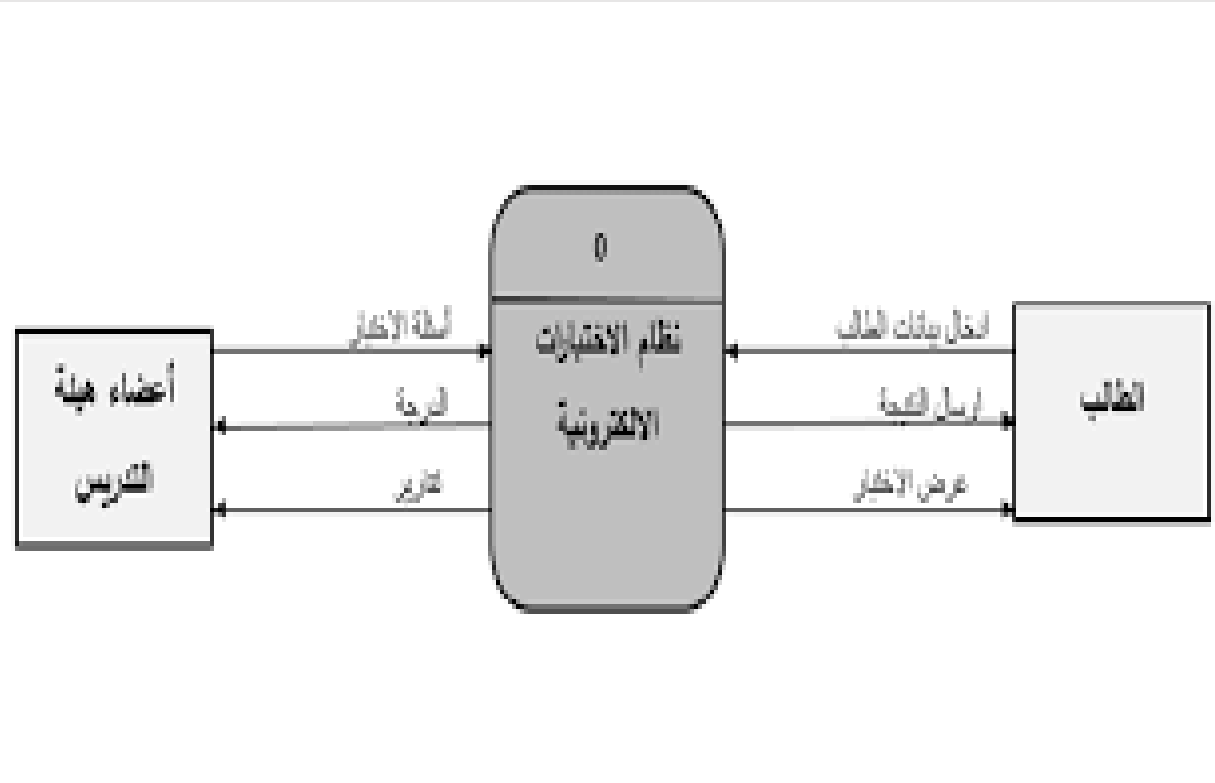 0
نظام الاختبارات
الالكترونية
ادخال بيانات الطالب
ارسال النتيجة
عرض الاختبار
الطالب
أسئلة الاختبار
الدرجة
تقارير
أعضاء هيئة
التدريس